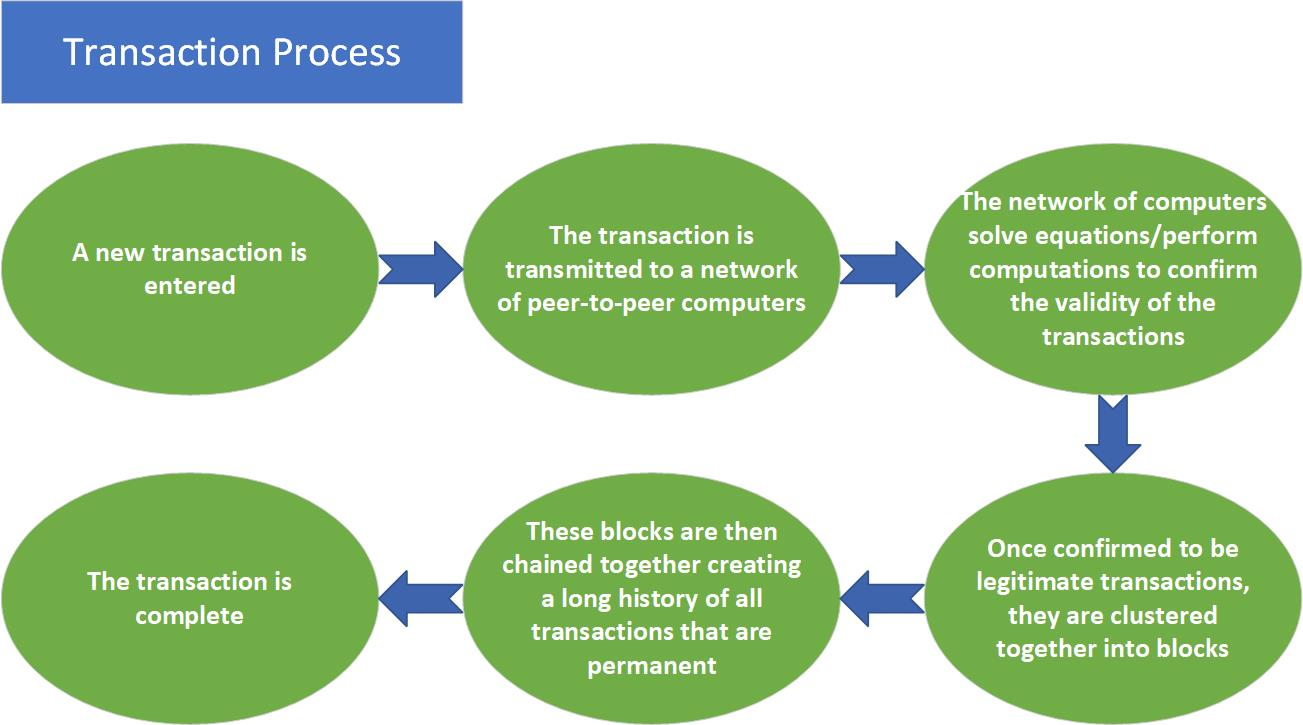 Transaction Process
A new transaction is
entered
The transaction is
transmitted to a network
of peer-to-peer computers
The network of computers
solve equations/perform
computations to confirm
the validity of the
transactions
Once confirmed to be
legitimate transactions,
they are clustered
together into blocks
These blocks are then
chained together creating
a long history of all
transactions that are
permanent
The transaction is
complete